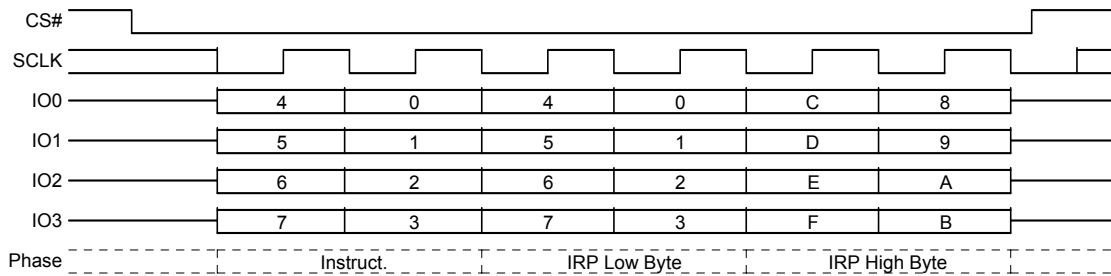 CS#
SCLK
IO0 4 0 4 0 C 8
IO1 5 1 5 1 D 9
IO2 6 2 6 2 E A
IO3 7 3 7 3 F B
Phase Instruct. IRP Low Byte IRP High Byte